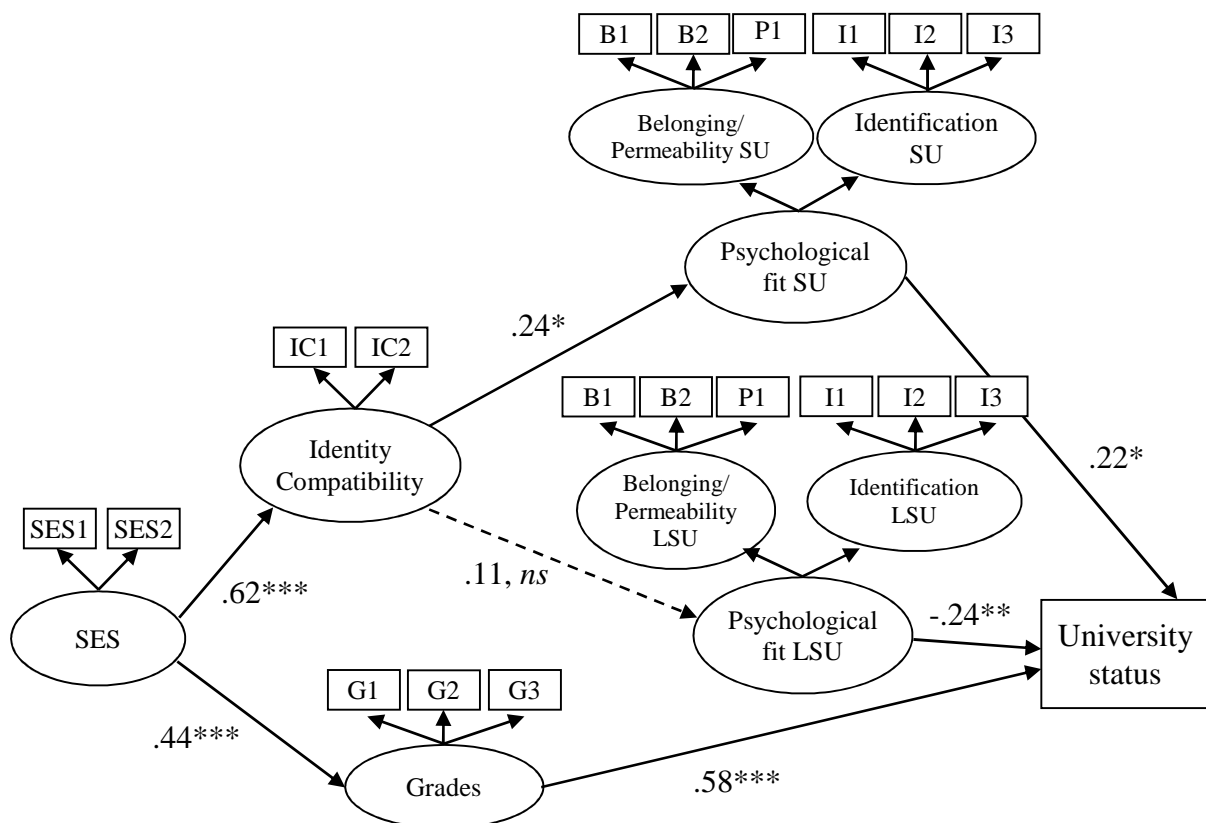 B1 B2 P1 I1 I2 I3
Belonging/
Permeability SU
Identification
SU
Psychological
fit SU
.24*
IC1 IC2
Identity
Compatibility
B1 B2 P1 I1 I2 I3
.22*
Belonging/
Permeability
LSU
Identification
LSU
SES1 SES2
.62***
.11, ns
SES
Psychological
fit LSU
-.24**
University
status
G1 G2 G3
.44***
Grades
.58***